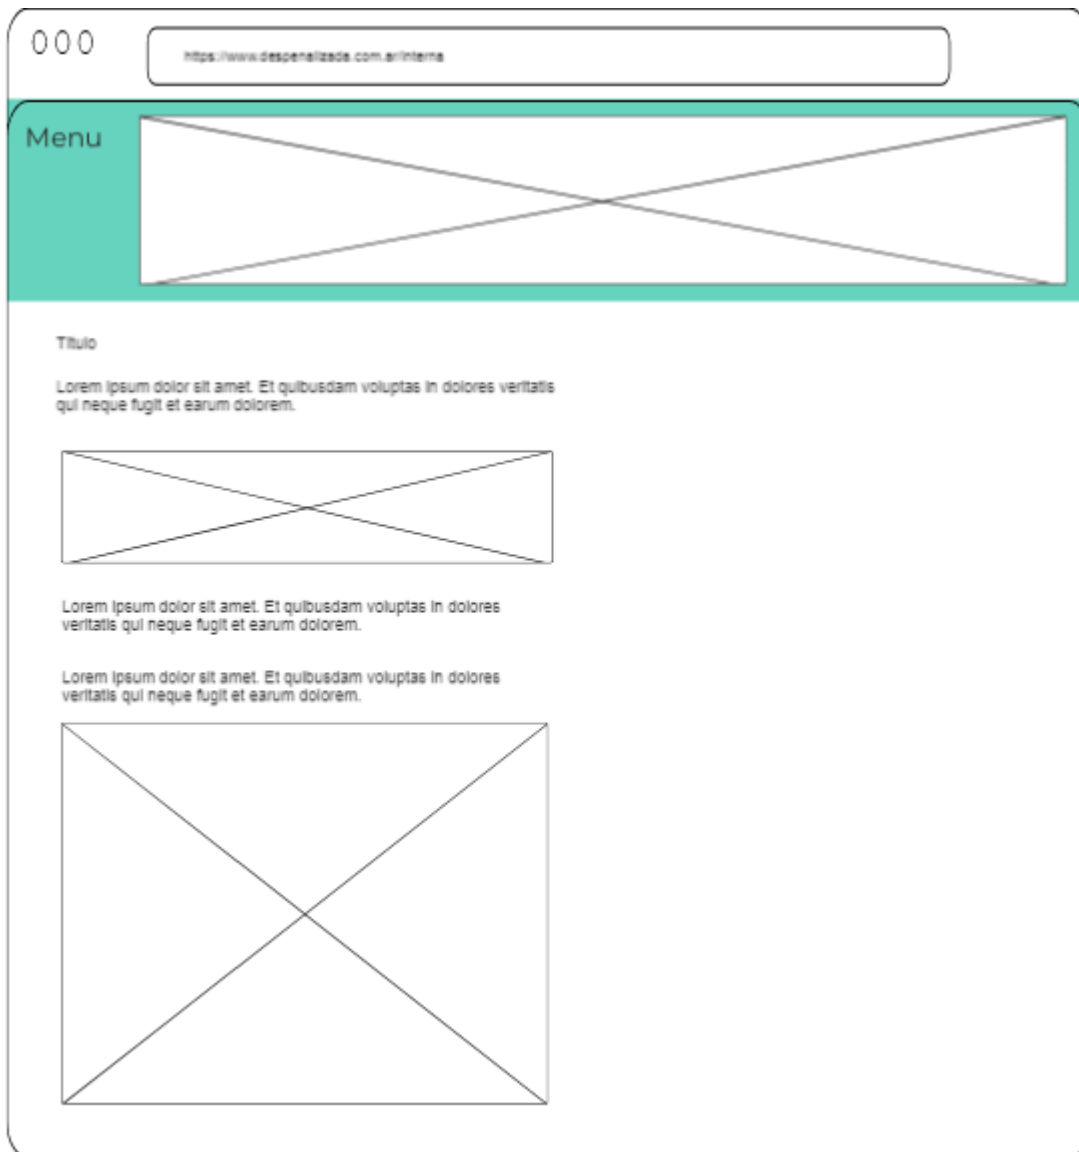 000
https://www.despenalizada.com.ar/interna
Menu
Título
Lorem ipsum dolor sit amet. Et quibusdam voluptas in dolores veritatis
qui neque fugit et earum dolorem.
Lorem ipsum dolor sit amet. Et quibusdam voluptas in dolores
veritatis qui neque fugit et earum dolorem.
Lorem ipsum dolor sit amet. Et quibusdam voluptas in dolores
veritatis qui neque fugit et earum dolorem.